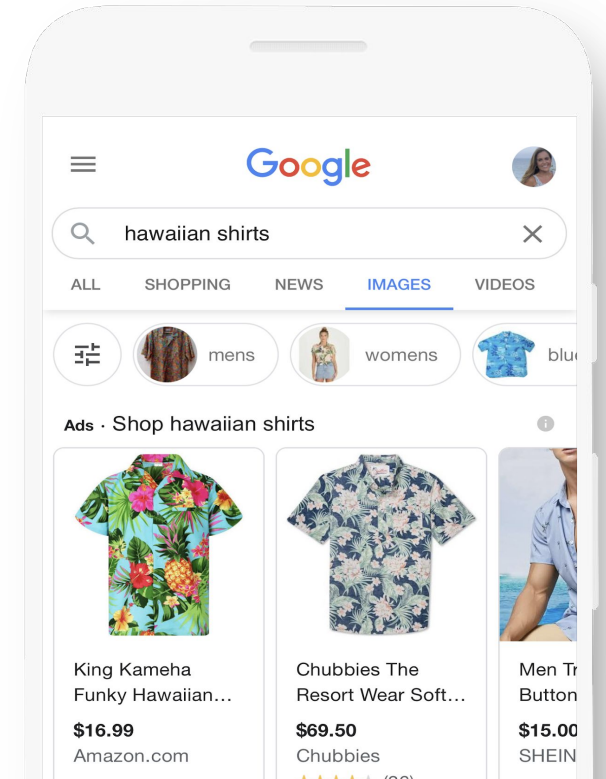 Google
hawaiian shirts
ALL SHOPPING NEWS IMAGES VIDEOS
mens womens
Ads · Shop hawaiian shirts
King Kameha
Funky Hawaiian...
$16.99
Amazon.com
Chubbies The
Resort Wear Soft...
$69.50
Chubbies
Men
Button
$15.00
SHEIN